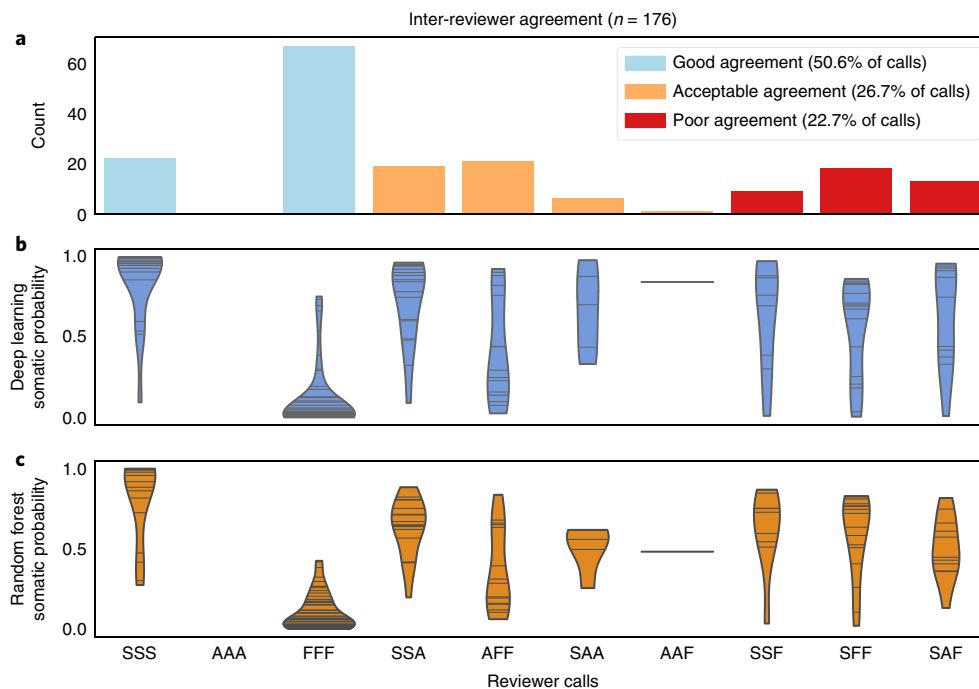 Inter-reviewer agreement (n = 176)
a
60
40
20
0
Count
Good agreement (50.6% of calls)
Acceptable agreement (26.7% of calls)
Poor agreement (22.7% of calls)
b
1.0
0.5
0.0
Deep learning
somatic probability
c
1.0
0.5
0.0
Random forest
somatic probability
SSS AAA FFF SSA AFF SAA AAF SSF SFF SAF
Reviewer calls